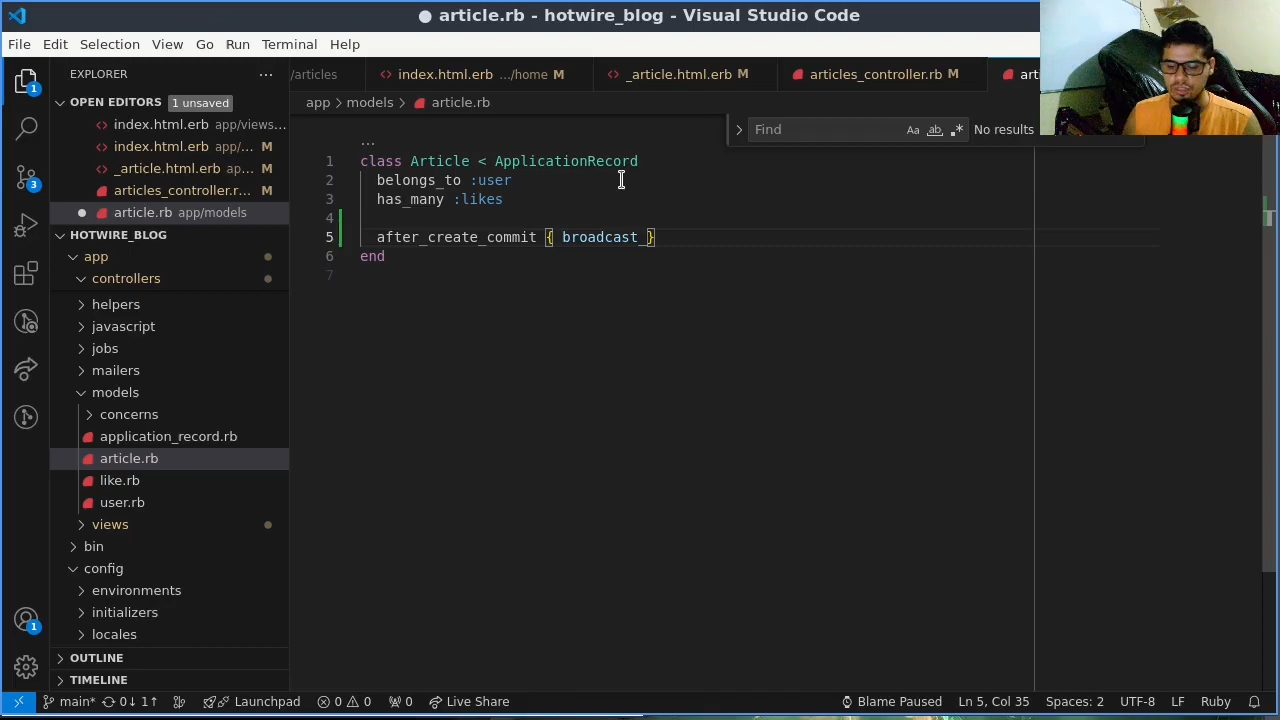 article.rb - hotwire_blog - Visual Studio Code
File Edit Selection View Go Run Terminal Help
EXPLORER
/articles
index.html.erb .../home M
_article.html.erb M
articles_controller.rb M
art
OPEN EDITORS 1 unsaved
index.html.erb app/views...
index.html.erb app/... M
_article.html.erb ap... M
articles_controller.r... M
article.rb app/models
app > models > article.rb
Find Aa ab .* No results
HOTWIRE_BLOG
app
controllers
helpers
javascript
jobs
mailers
models
concerns
application_record.rb
article.rb
like.rb
user.rb
views
bin
config
environments
initializers
locales
OUTLINE
TIMELINE
...
1 class Article < ApplicationRecord
2 belongs_to :user
3 has_many :likes
4
5 after_create_commit { broadcast_}
6 end
7
1
3
1
main* 0↓ 1↑ Launchpad 0 0 0 Live Share Blame Paused Ln 5, Col 35 Spaces: 2 UTF-8 LF Ruby